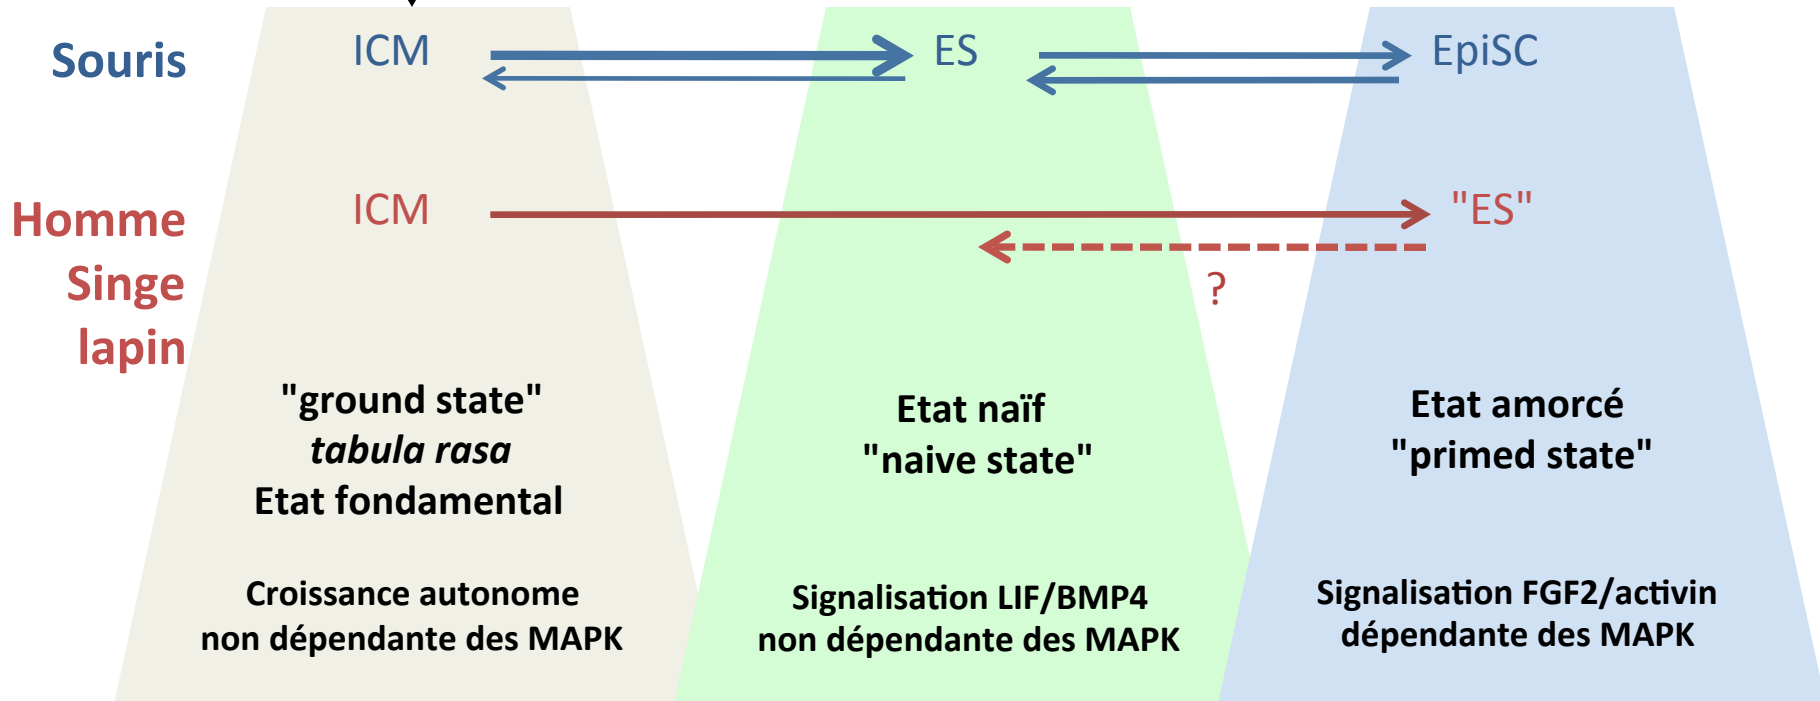 Souris
ICM
ES
EpiSC
Homme
Singe
lapin
ICM
"ES"
?
"ground state"
tabula rasa
Etat fondamental
Etat naïf
"naive state"
Etat amorcé
"primed state"
Croissance autonome
non dépendante des MAPK
Signalisation LIF/BMP4
non dépendante des MAPK
Signalisation FGF2/activin
dépendante des MAPK